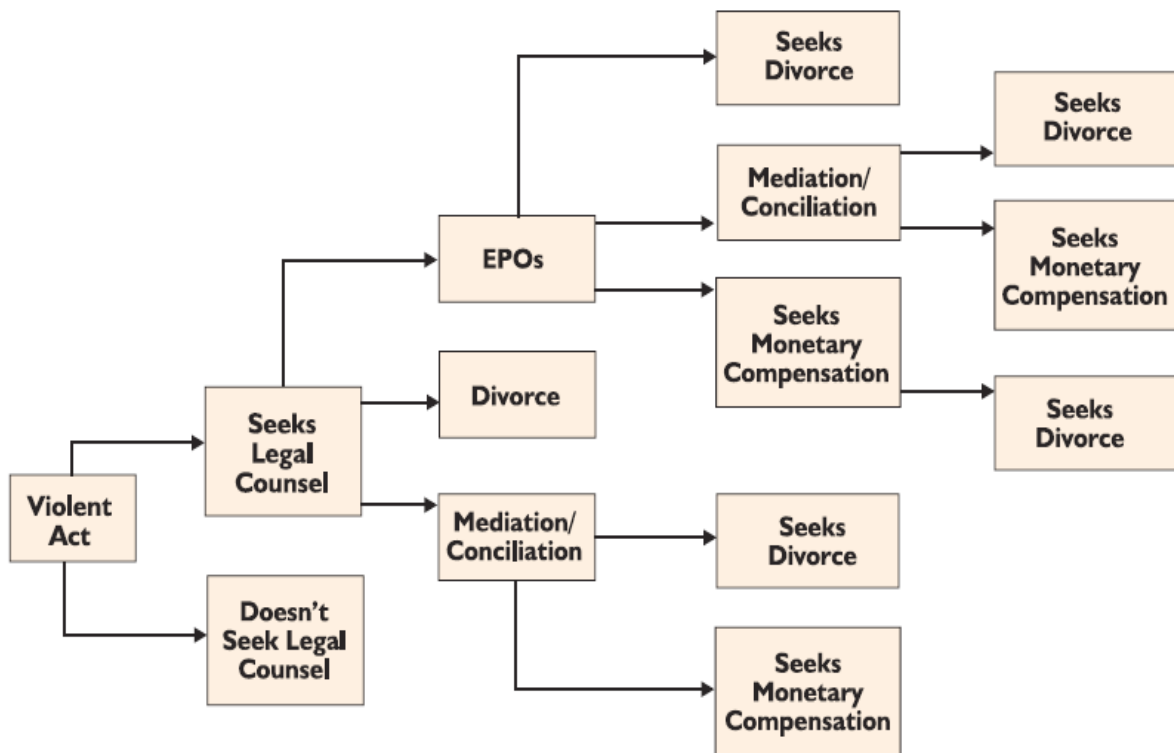 Violent
Act
Seeks
Legal
Counsel
Doesn't
Seek Legal
Counsel
EPOs
Divorce
Mediation/
Conciliation
Seeks
Divorce
Mediation/
Conciliation
Seeks
Monetary
Compensation
Seeks
Divorce
Seeks
Monetary
Compensation
Seeks
Divorce
Seeks
Monetary
Compensation
Seeks
Divorce